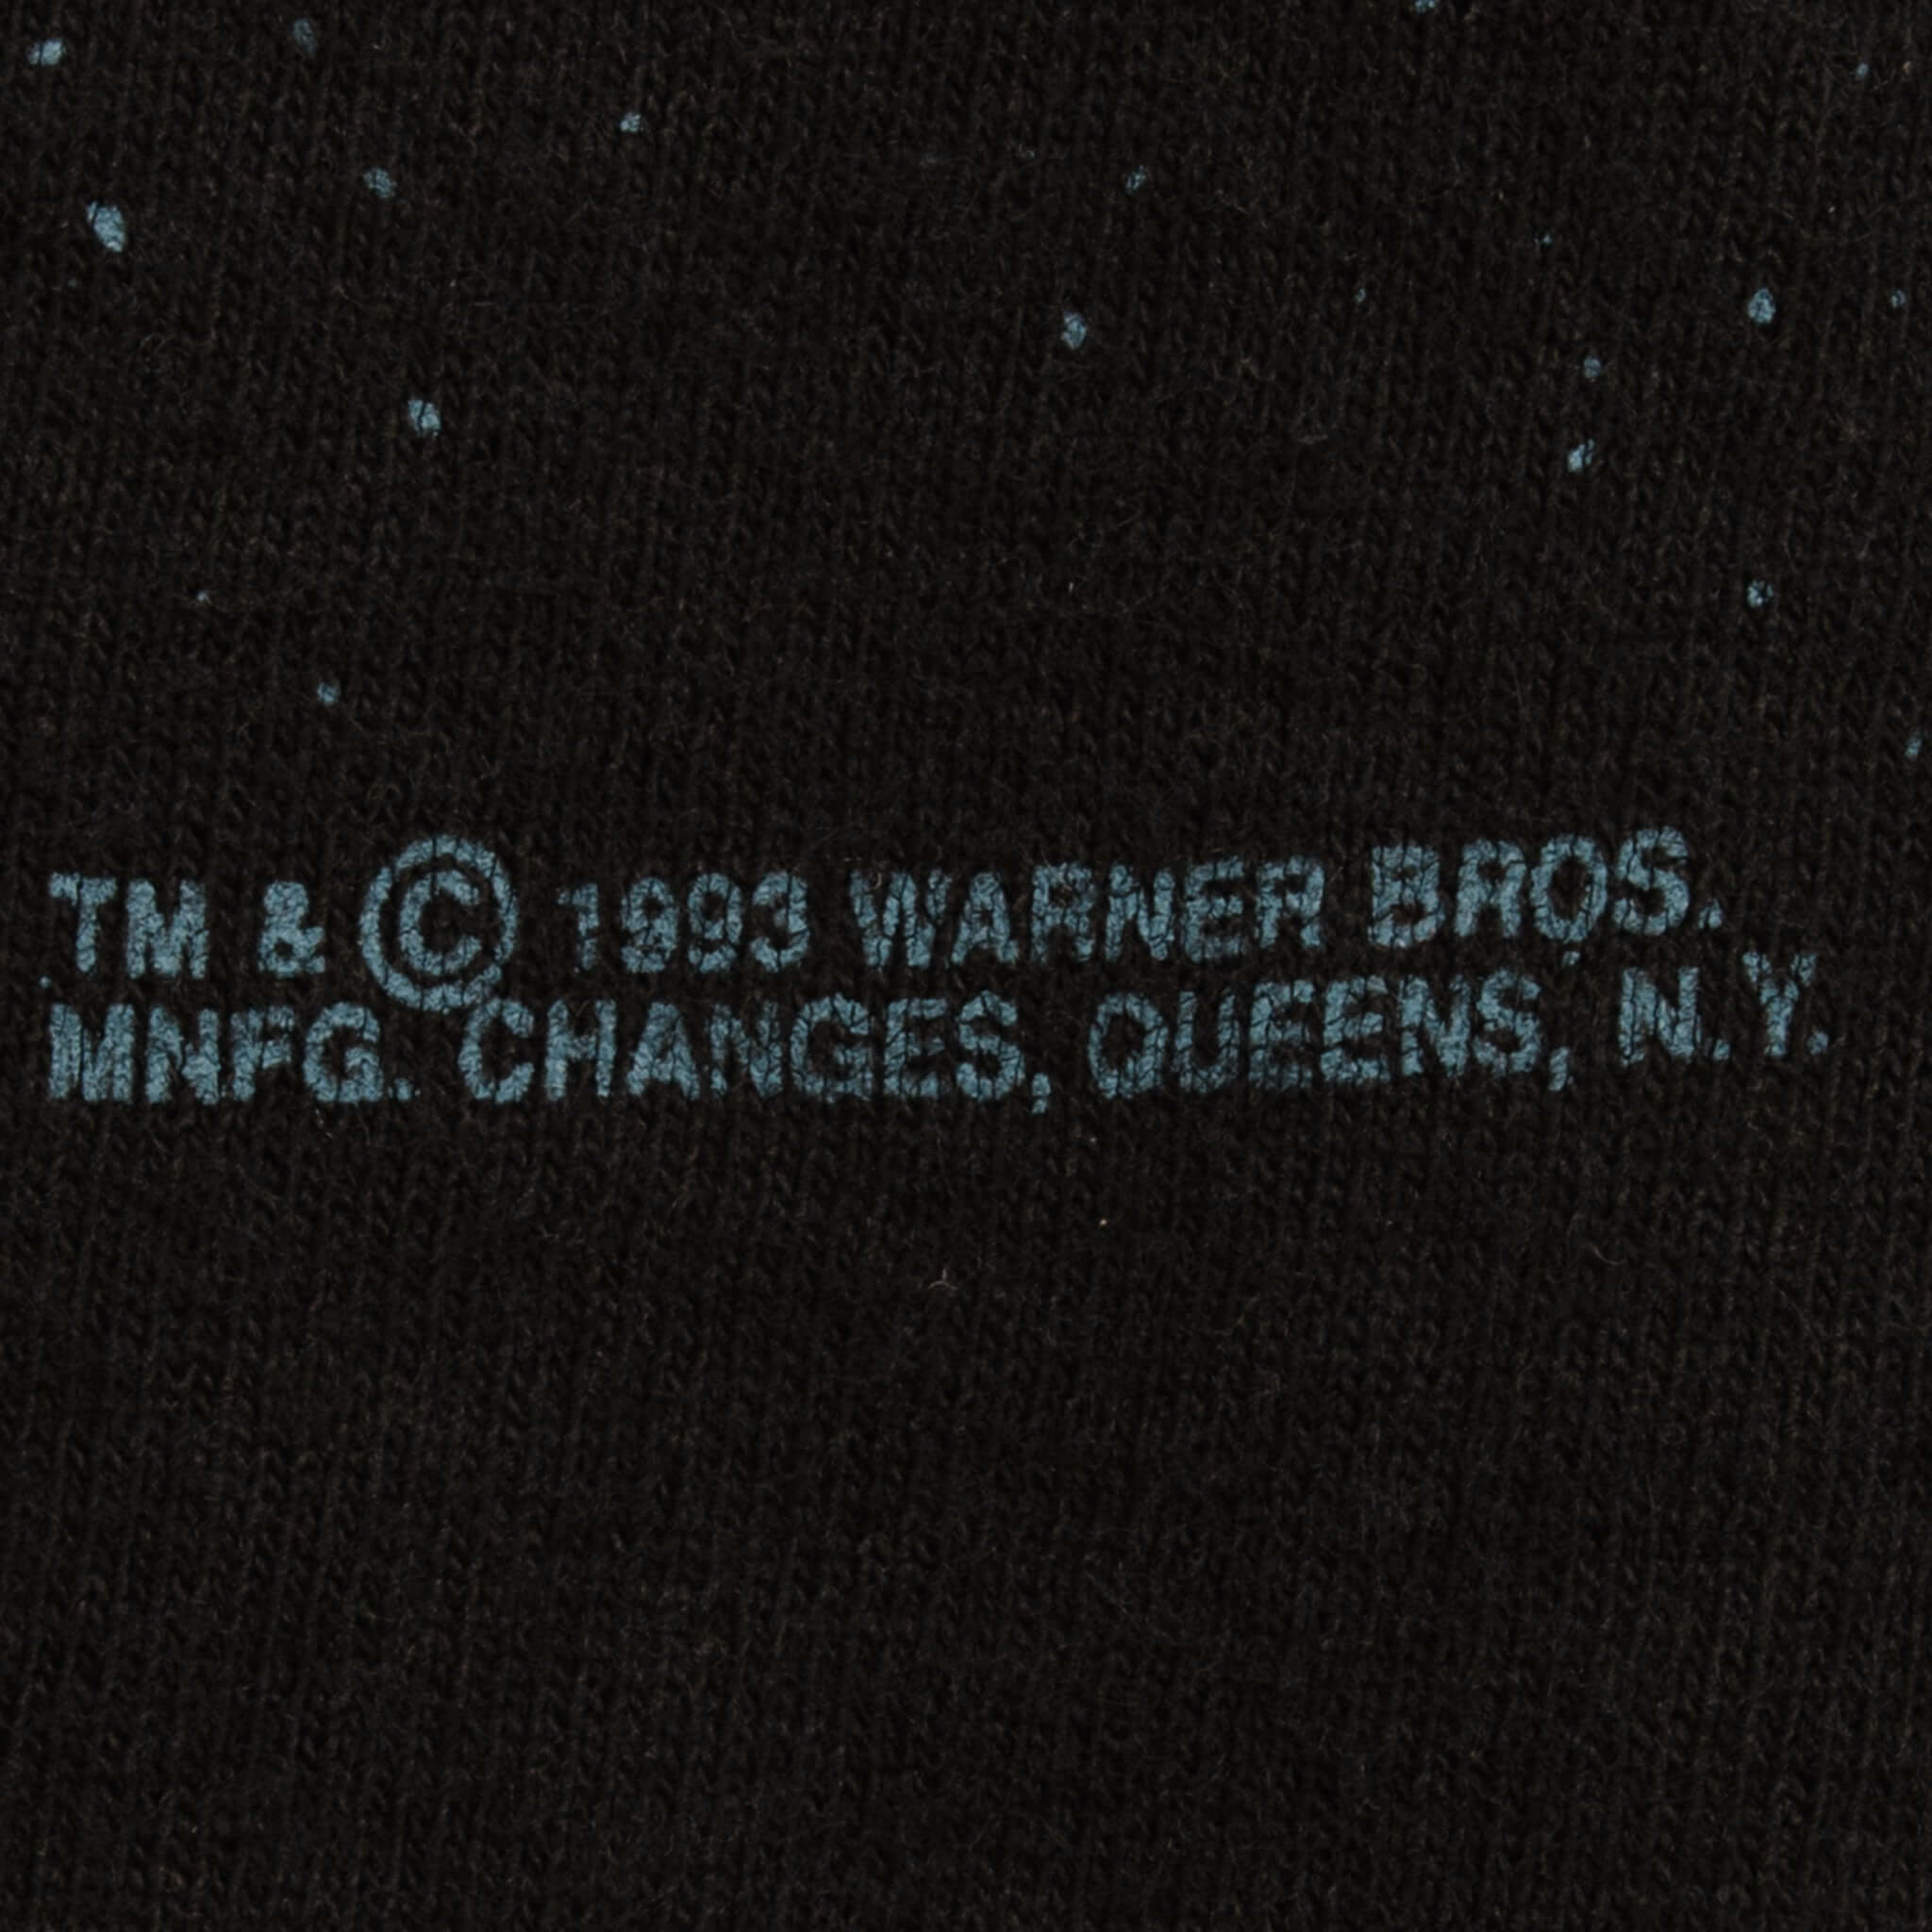 TM & © 1993 WARNER BROS.
MNFG. CHANGES, QUEENS, N.Y.